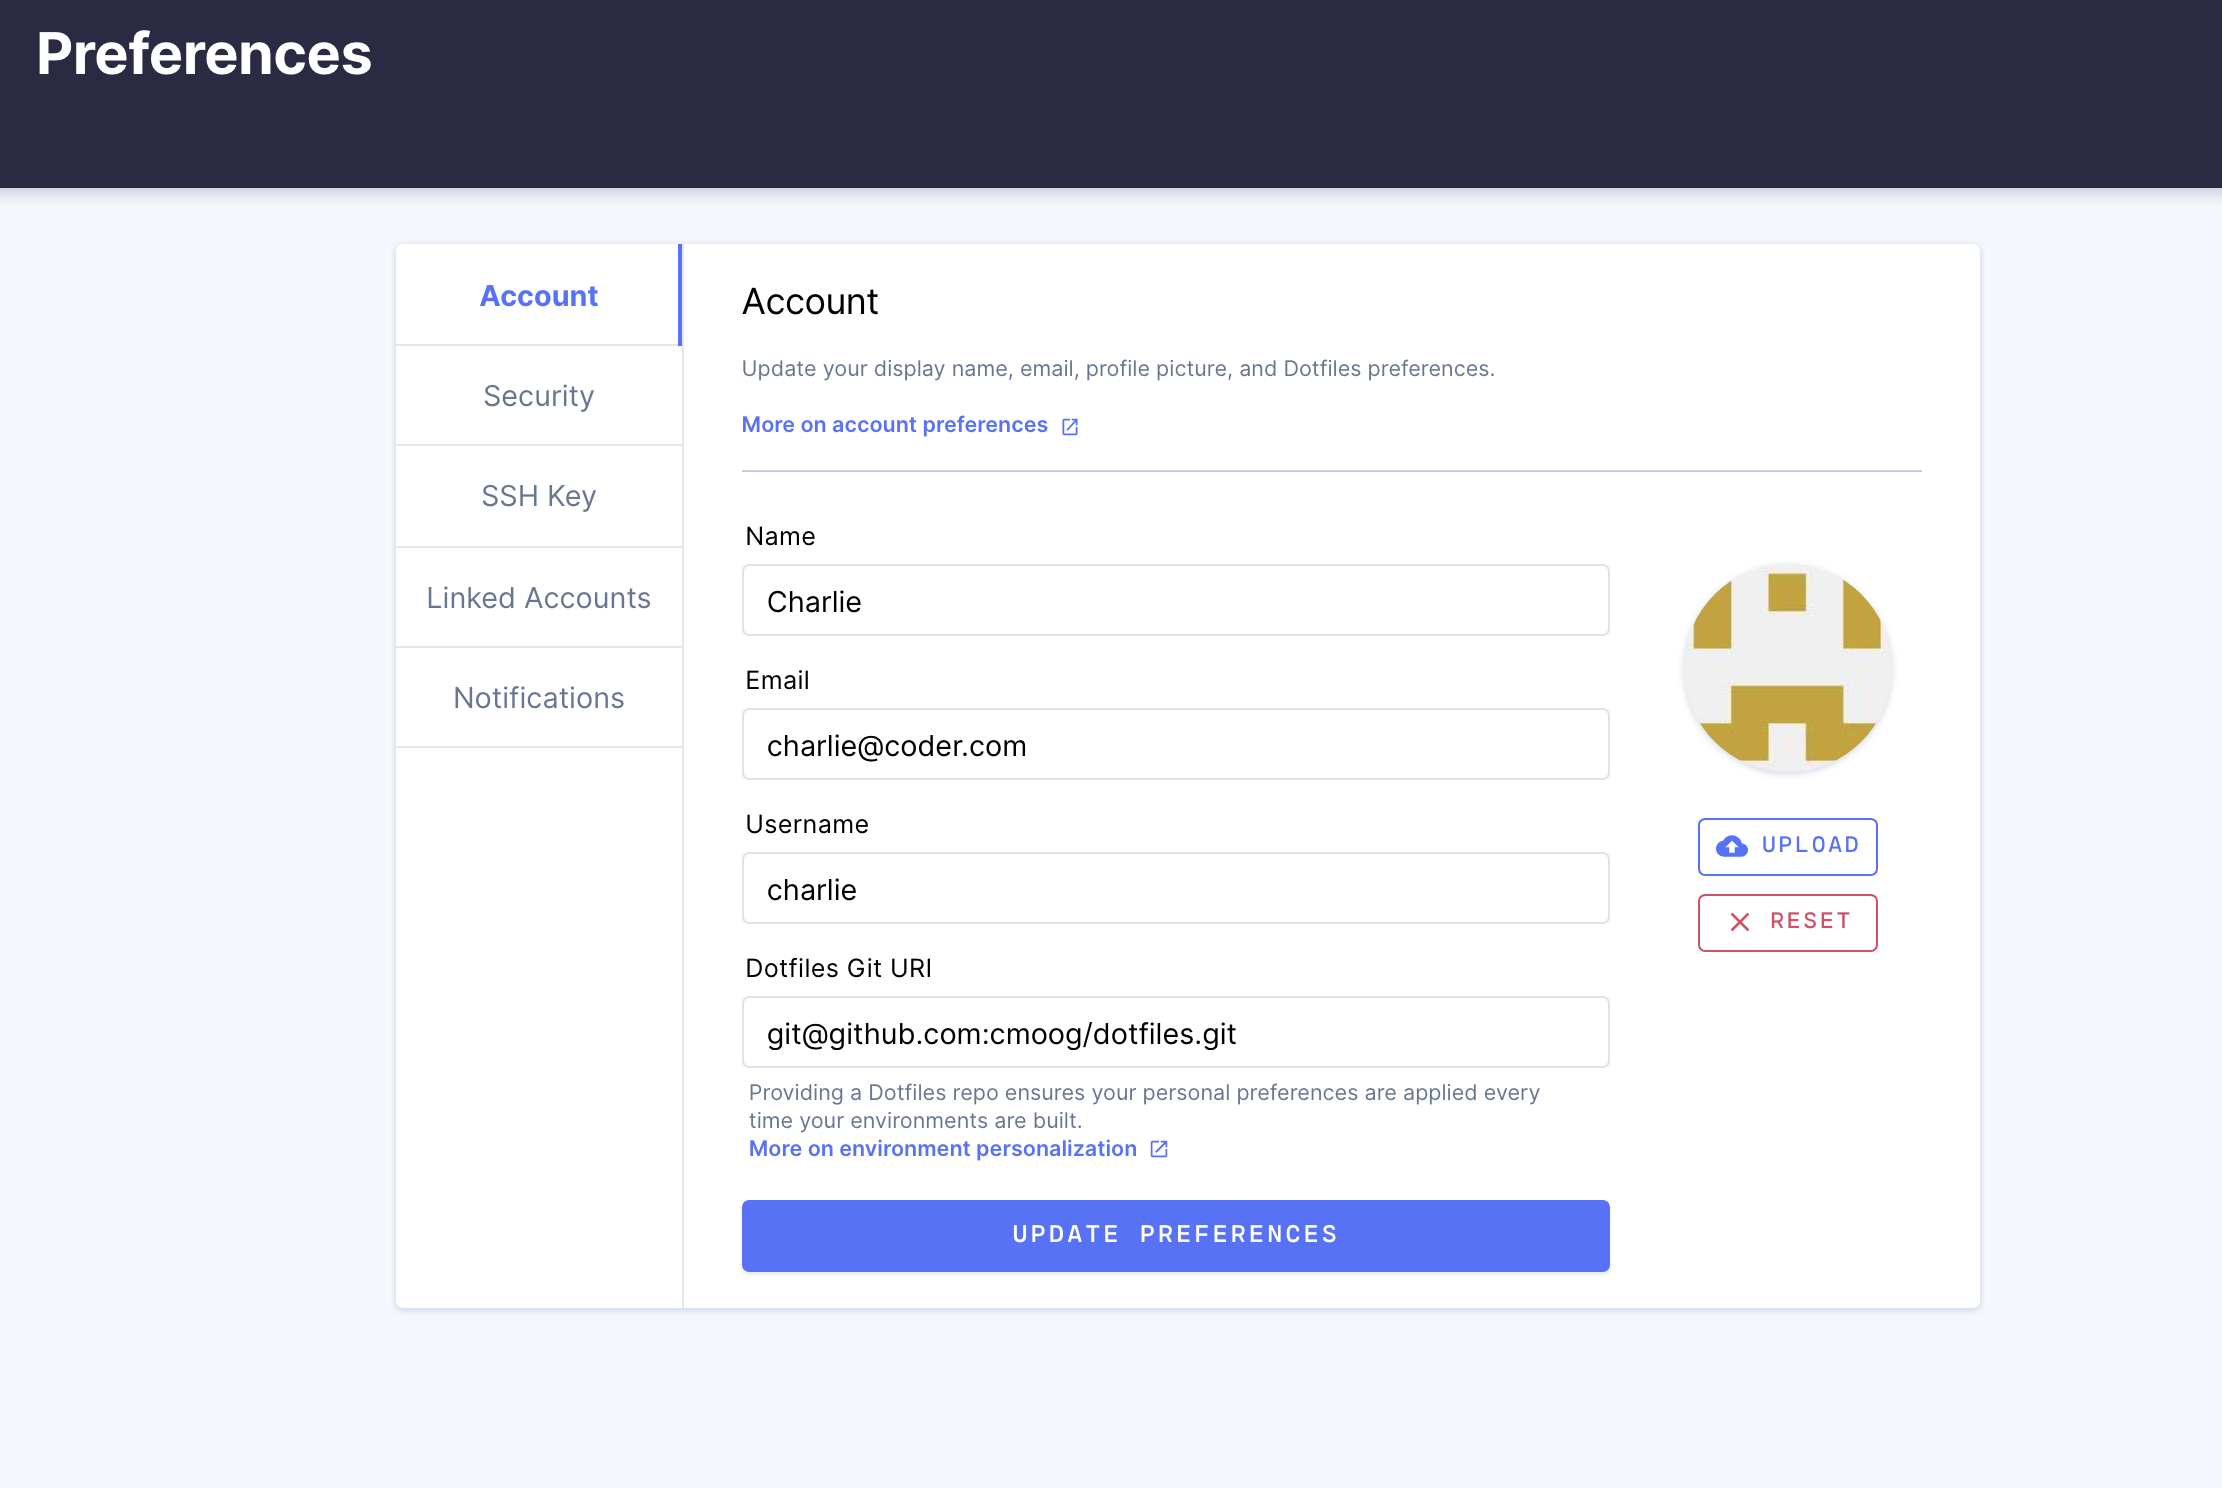 Preferences
Account
Security
SSH Key
Linked Accounts
Notifications
Account
Update your display name, email, profile picture, and Dotfiles preferences.
More on account preferences
Name
Charlie
Email
charlie@coder.com
Username
charlie
Dotfiles Git URI
git@github.com:cmoog/dotfiles.git
Providing a Dotfiles repo ensures your personal preferences are applied every
time your environments are built.
More on environment personalization
UPDATE PREFERENCES
UPLOAD
RESET